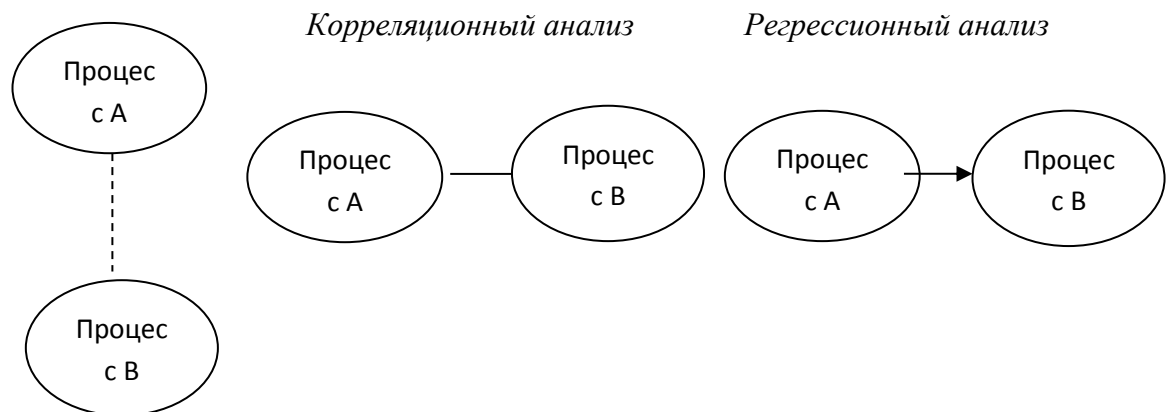 Корреляционный анализ
Регрессионный анализ
Процес
с А
Процес
с В
Процес
с А
Процес
с В
Процес
с А
Процес
с В